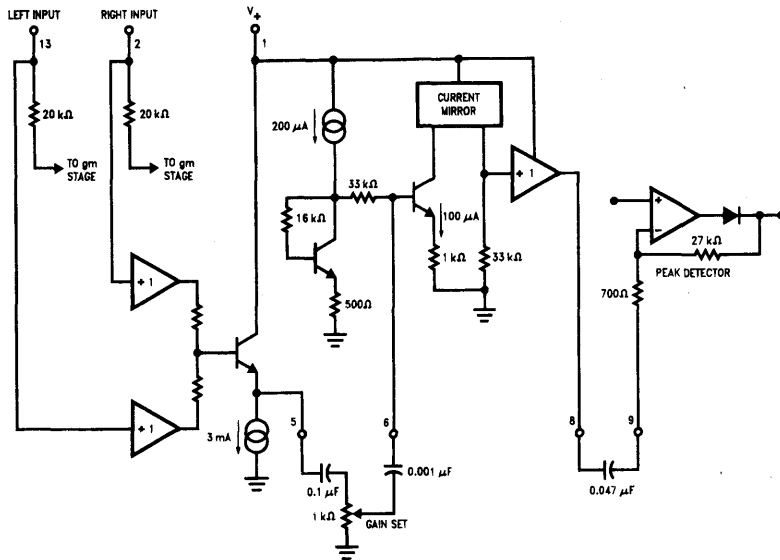 LEFT INPUT
RIGHT INPUT
V+
13
2
1
20 kΩ
20 kΩ
TO gm
STAGE
TO gm
STAGE
200 μA
CURRENT
MIRROR
33 kΩ
16 kΩ
100 μA
1 kΩ
33 kΩ
500Ω
+ 1
+
−
27 kΩ
PEAK DETECTOR
700Ω
+ 1
+ 1
3 mA
5
6
8
9
0.1 μF
0.001 μF
0.047 μF
1 kΩ
GAIN SET